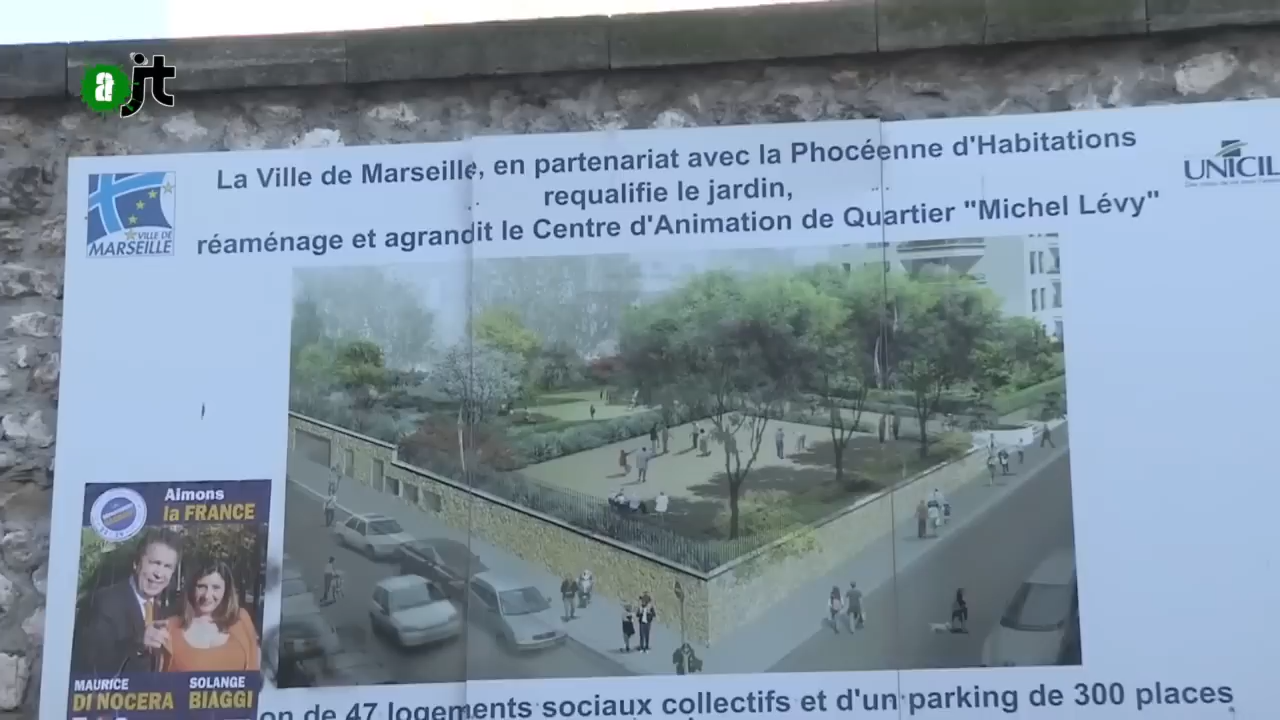 ajt
La Ville de Marseille, en partenariat avec la Phocéenne d'Habitations
requalifie le jardin,
réaménage et agrandit le Centre d'Animation de Quartier "Michel Lévy"
VILLE DE
MARSEILLE
UNICIL
Aimons
la FRANCE
MAURICE
DI NOCERA
SOLANGE
BIAGGI
on de 47 logements sociaux collectifs et d'un parking de 300 places